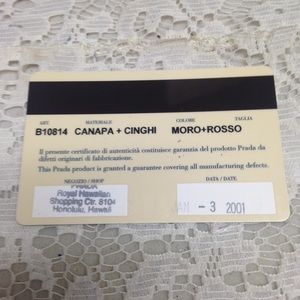 ART. MATERIALE COLORE TAGLIA
B10814 CANAPA + CINGHI MORO+ROSSO
Il presente certificato di autenticità costituisce garanzia del prodotto Prada da
difetti originari di fabbricazione.
This Prada product is granted a guarantee covering all manufacturing defects.
NEGOZIO / SHOP DATA / DATE
PRADA
Royal Hawaiian
Shopping Ctr. 8104
Honolulu, Hawaii
JAN - 3 2001